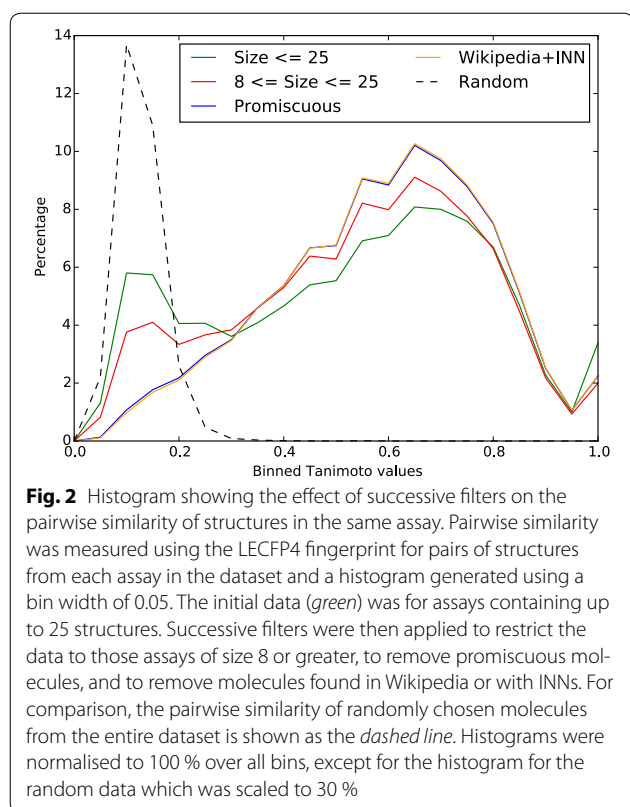 14
12
10
8
6
4
2
0
Percentage
Size <= 25
8 <= Size <= 25
Promiscuous
Wikipedia+INN
Random
0.0 0.2 0.4 0.6 0.8 1.0
Binned Tanimoto values
Fig. 2 Histogram showing the effect of successive filters on the
pairwise similarity of structures in the same assay. Pairwise similarity
was measured using the LECFP4 fingerprint for pairs of structures
from each assay in the dataset and a histogram generated using a
bin width of 0.05. The initial data (green) was for assays containing up
to 25 structures. Successive filters were then applied to restrict the
data to those assays of size 8 or greater, to remove promiscuous mol-
ecules, and to remove molecules found in Wikipedia or with INNs. For
comparison, the pairwise similarity of randomly chosen molecules
from the entire dataset is shown as the dashed line. Histograms were
normalised to 100 % over all bins, except for the histogram for the
random data which was scaled to 30 %